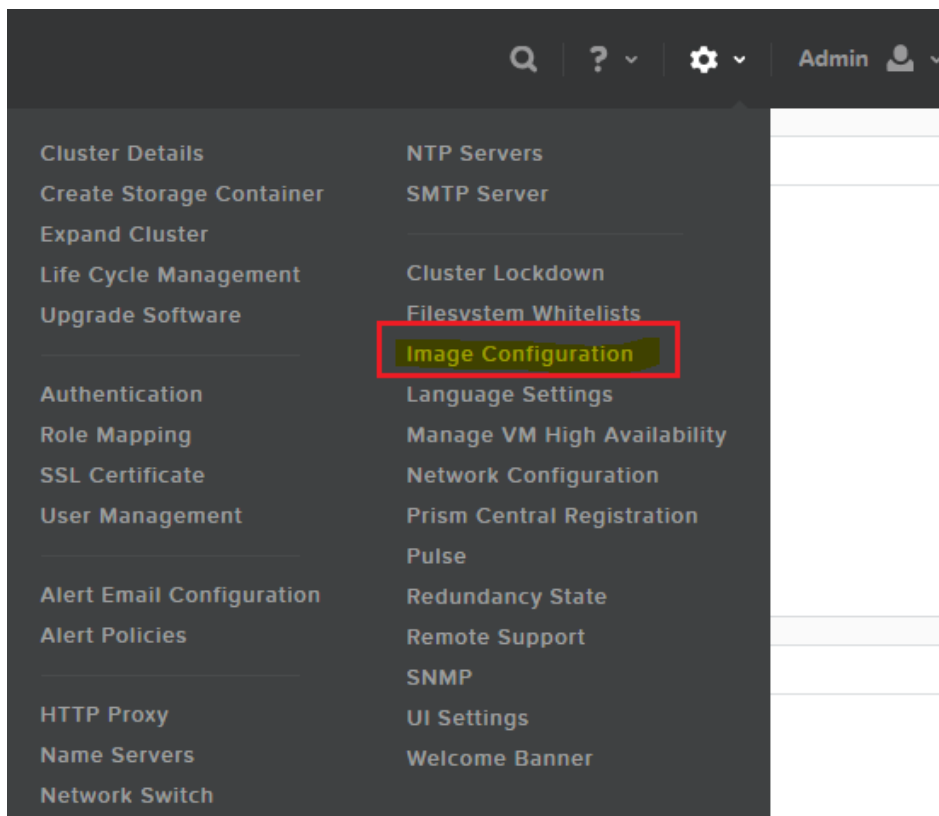 ? Admin
Cluster Details
Create Storage Container
Expand Cluster
Life Cycle Management
Upgrade Software
Authentication
Role Mapping
SSL Certificate
User Management
Alert Email Configuration
Alert Policies
HTTP Proxy
Name Servers
Network Switch
NTP Servers
SMTP Server
Cluster Lockdown
Filesystem Whitelists
Image Configuration
Language Settings
Manage VM High Availability
Network Configuration
Prism Central Registration
Pulse
Redundancy State
Remote Support
SNMP
UI Settings
Welcome Banner